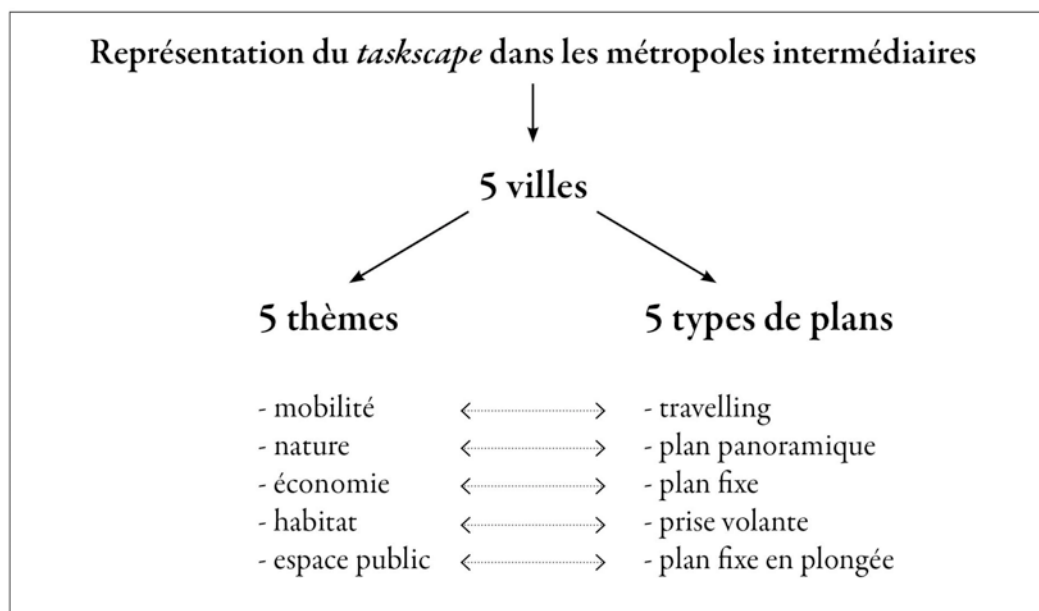 Représentation du taskscape dans les métropoles intermédiaires
5 villes
5 thèmes
5 types de plans
- mobilité
- travelling
- nature
- plan panoramique
- économie
- plan fixe
- habitat
- prise volante
- espace public
- plan fixe en plongée